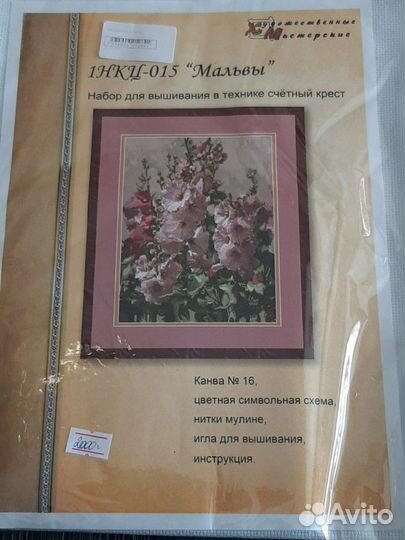 Художественные
Мастерские
1НКЦ-015 "Мальвы"
Набор для вышивания в технике счётный крест
Канва № 16,
цветная символьная схема,
нитки мулине,
игла для вышивания,
инструкция.
2000
Avito